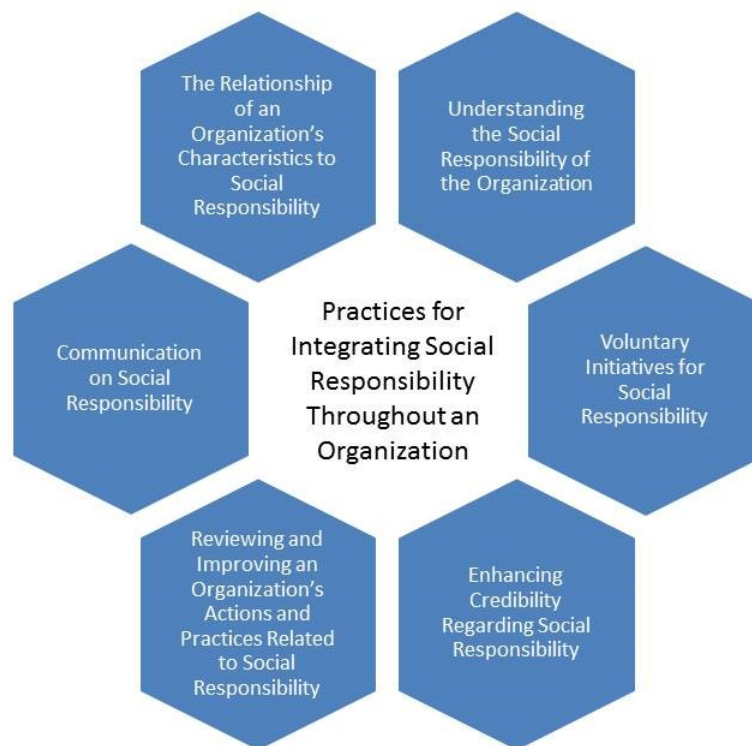 The Relationship
of an
Organization's
Characteristics to
Social
Responsibility
Understanding
the Social
Responsibility of
the Organization
Communication
on Social
Responsibility
Practices for
Integrating Social
Responsibility
Throughout an
Organization
Voluntary
Initiatives for
Social
Responsibility
Reviewing and
Improving an
Organization's
Actions and
Practices Related
to Social
Responsibility
Enhancing
Credibility
Regarding Social
Responsibility